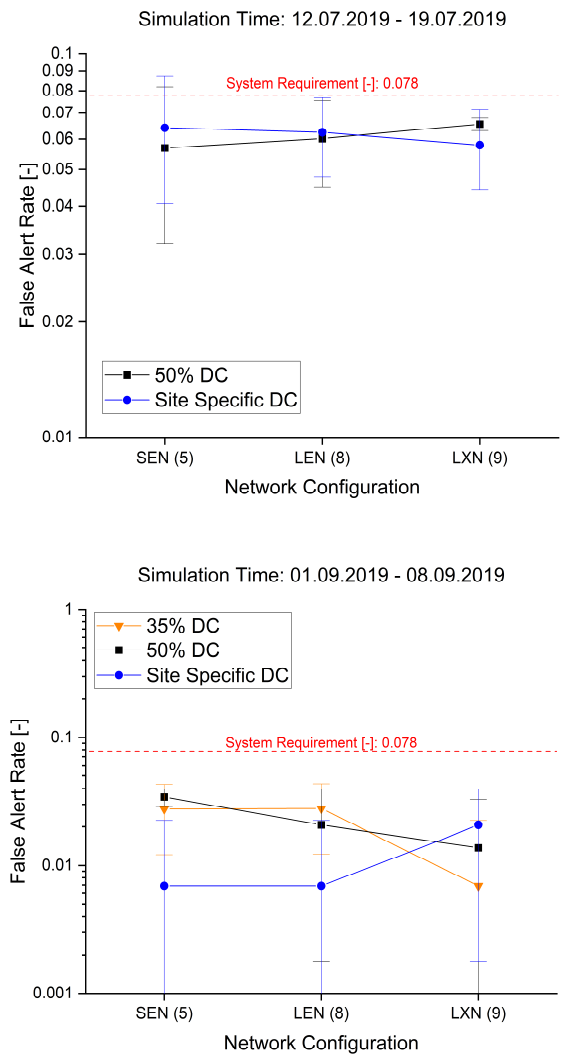 Simulation Time: 12.07.2019 - 19.07.2019
0.1
0.09
0.08
0.07
0.06
0.05
0.04
0.03
0.02
0.01
False Alert Rate [-]
System Requirement [-]: 0.078
50% DC
Site Specific DC
SEN (5)
LEN (8)
LXN (9)
Network Configuration
Simulation Time: 01.09.2019 - 08.09.2019
1
0.1
0.01
0.001
False Alert Rate [-]
35% DC
50% DC
Site Specific DC
System Requirement [-]: 0.078
SEN (5)
LEN (8)
LXN (9)
Network Configuration